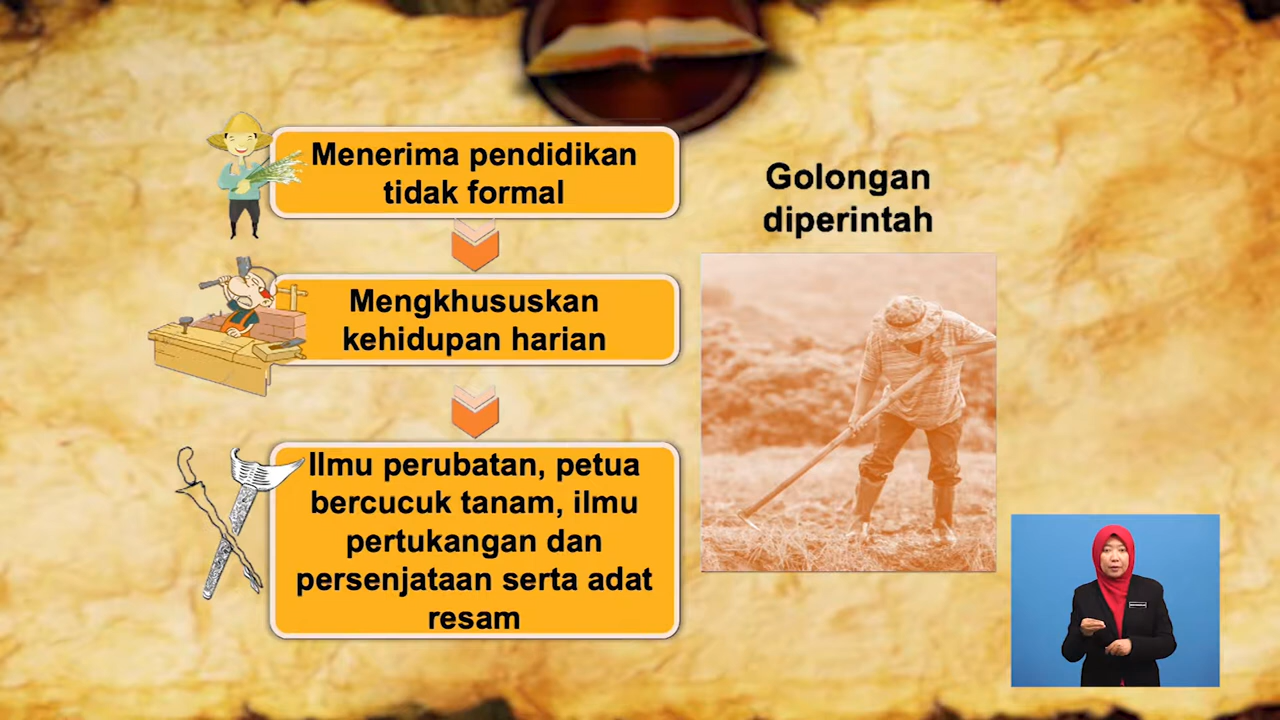 Menerima pendidikan
tidak formal
Mengkhususkan
kehidupan harian
Ilmu perubatan, petua
bercucuk tanam, ilmu
pertukangan dan
persenjataan serta adat
resam
Golongan
diperintah